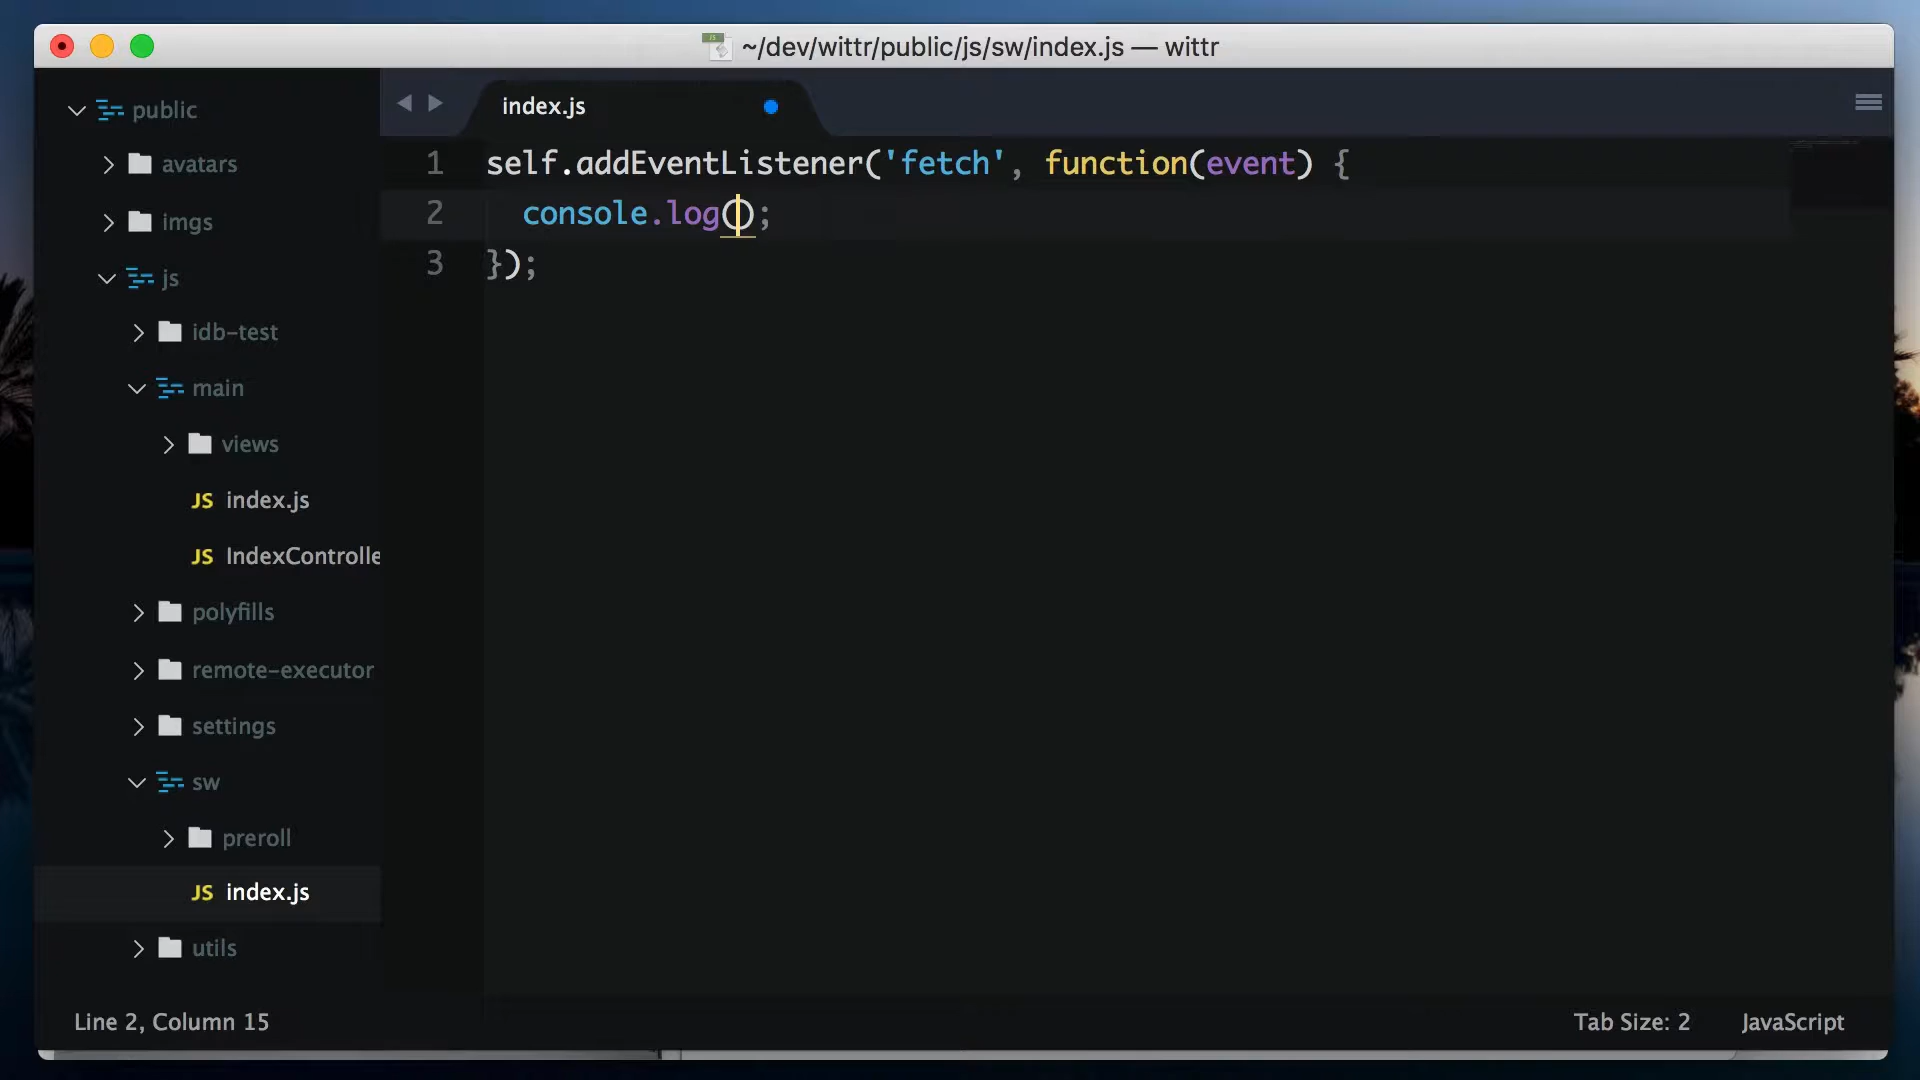 ~/dev/wittr/public/js/sw/index.js — wittr
public
avatars
imgs
js
idb-test
main
views
JS index.js
JS IndexControlle
polyfills
remote-executor
settings
sw
preroll
JS index.js
utils
index.js
1 self.addEventListener('fetch', function(event) {
2 console.log();
3 });
Line 2, Column 15
Tab Size: 2
JavaScript